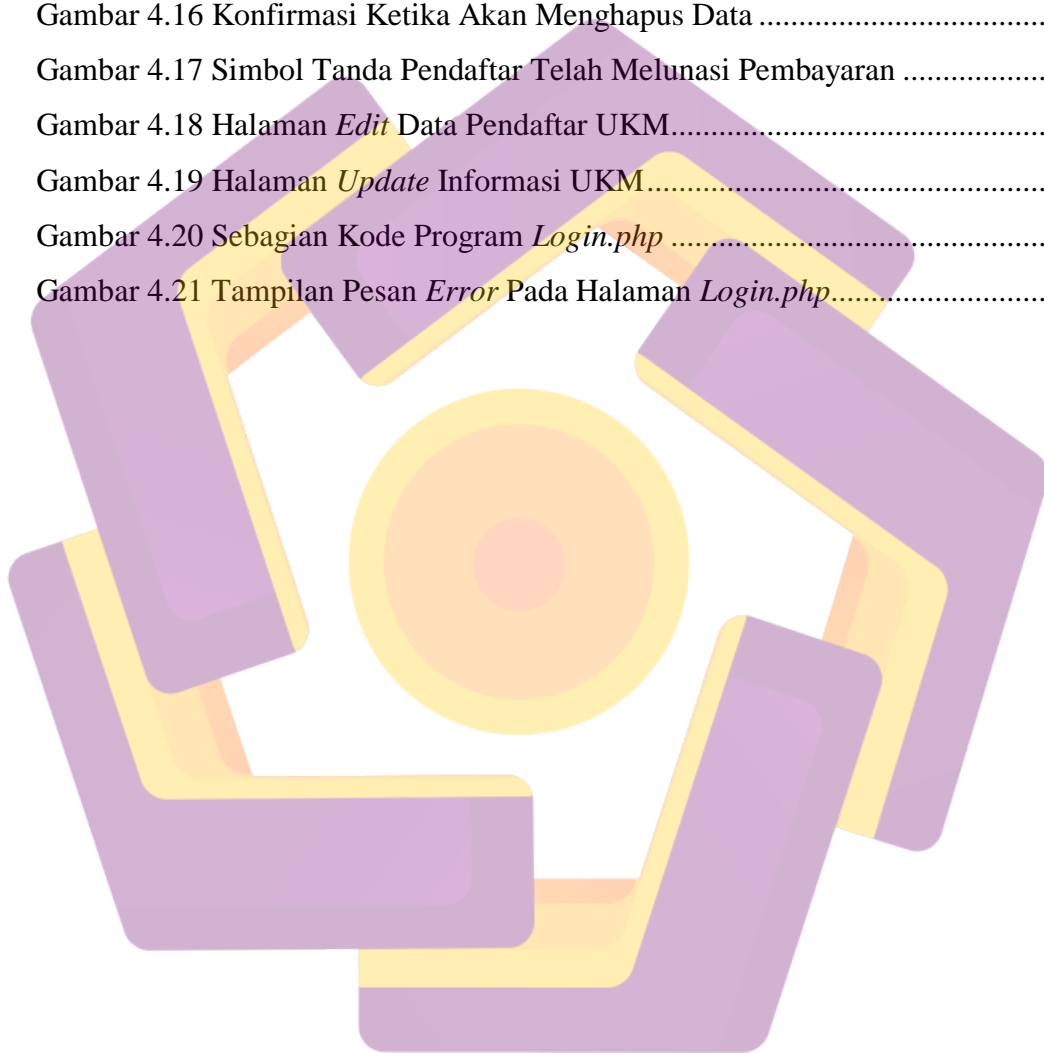 Gambar 4.16 Konfirmasi Ketika Akan Menghapus Data ....................................
Gambar 4.17 Simbol Tanda Pendaftar Telah Melunasi Pembayaran ..................
Gambar 4.18 Halaman Edit Data Pendaftar UKM................................................
Gambar 4.19 Halaman Update Informasi UKM...................................................
Gambar 4.20 Sebagian Kode Program Login.php ................................................
Gambar 4.21 Tampilan Pesan Error Pada Halaman Login.php...........................